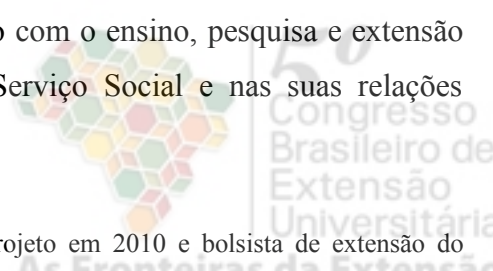 o com o ensino, pesquisa e extensão
Serviço Social e nas suas relações
5º
Congresso
Brasileiro de
Extensão
Universitária
rojeto em 2010 e bolsista de extensão do
As Fronteiras da Extensão